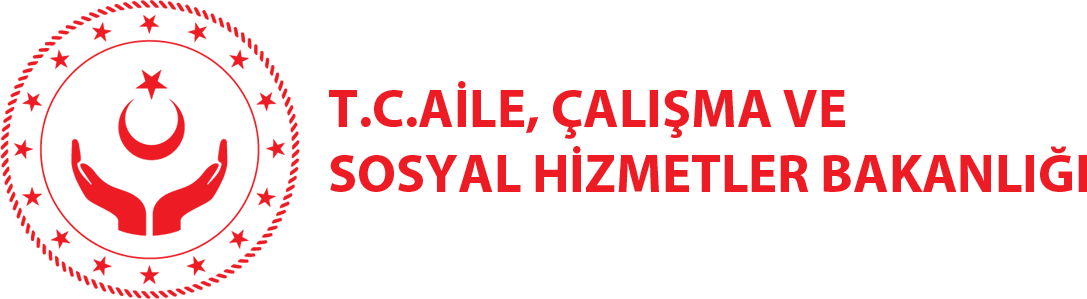 T.C.AİLE, ÇALIŞMA VE
SOSYAL HİZMETLER BAKANLIĞI